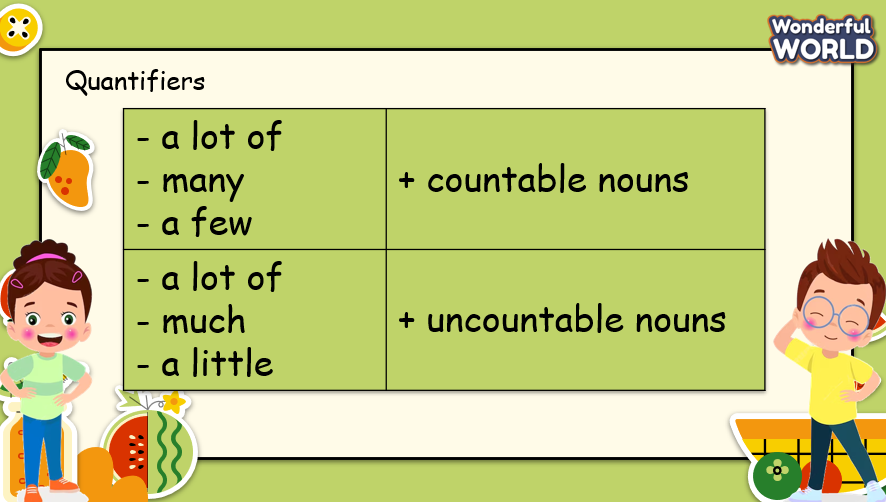 Wonderful
WORLD
Quantifiers
- a lot of
- many
- a few
+ countable nouns
- a lot of
- much
- a little
+ uncountable nouns